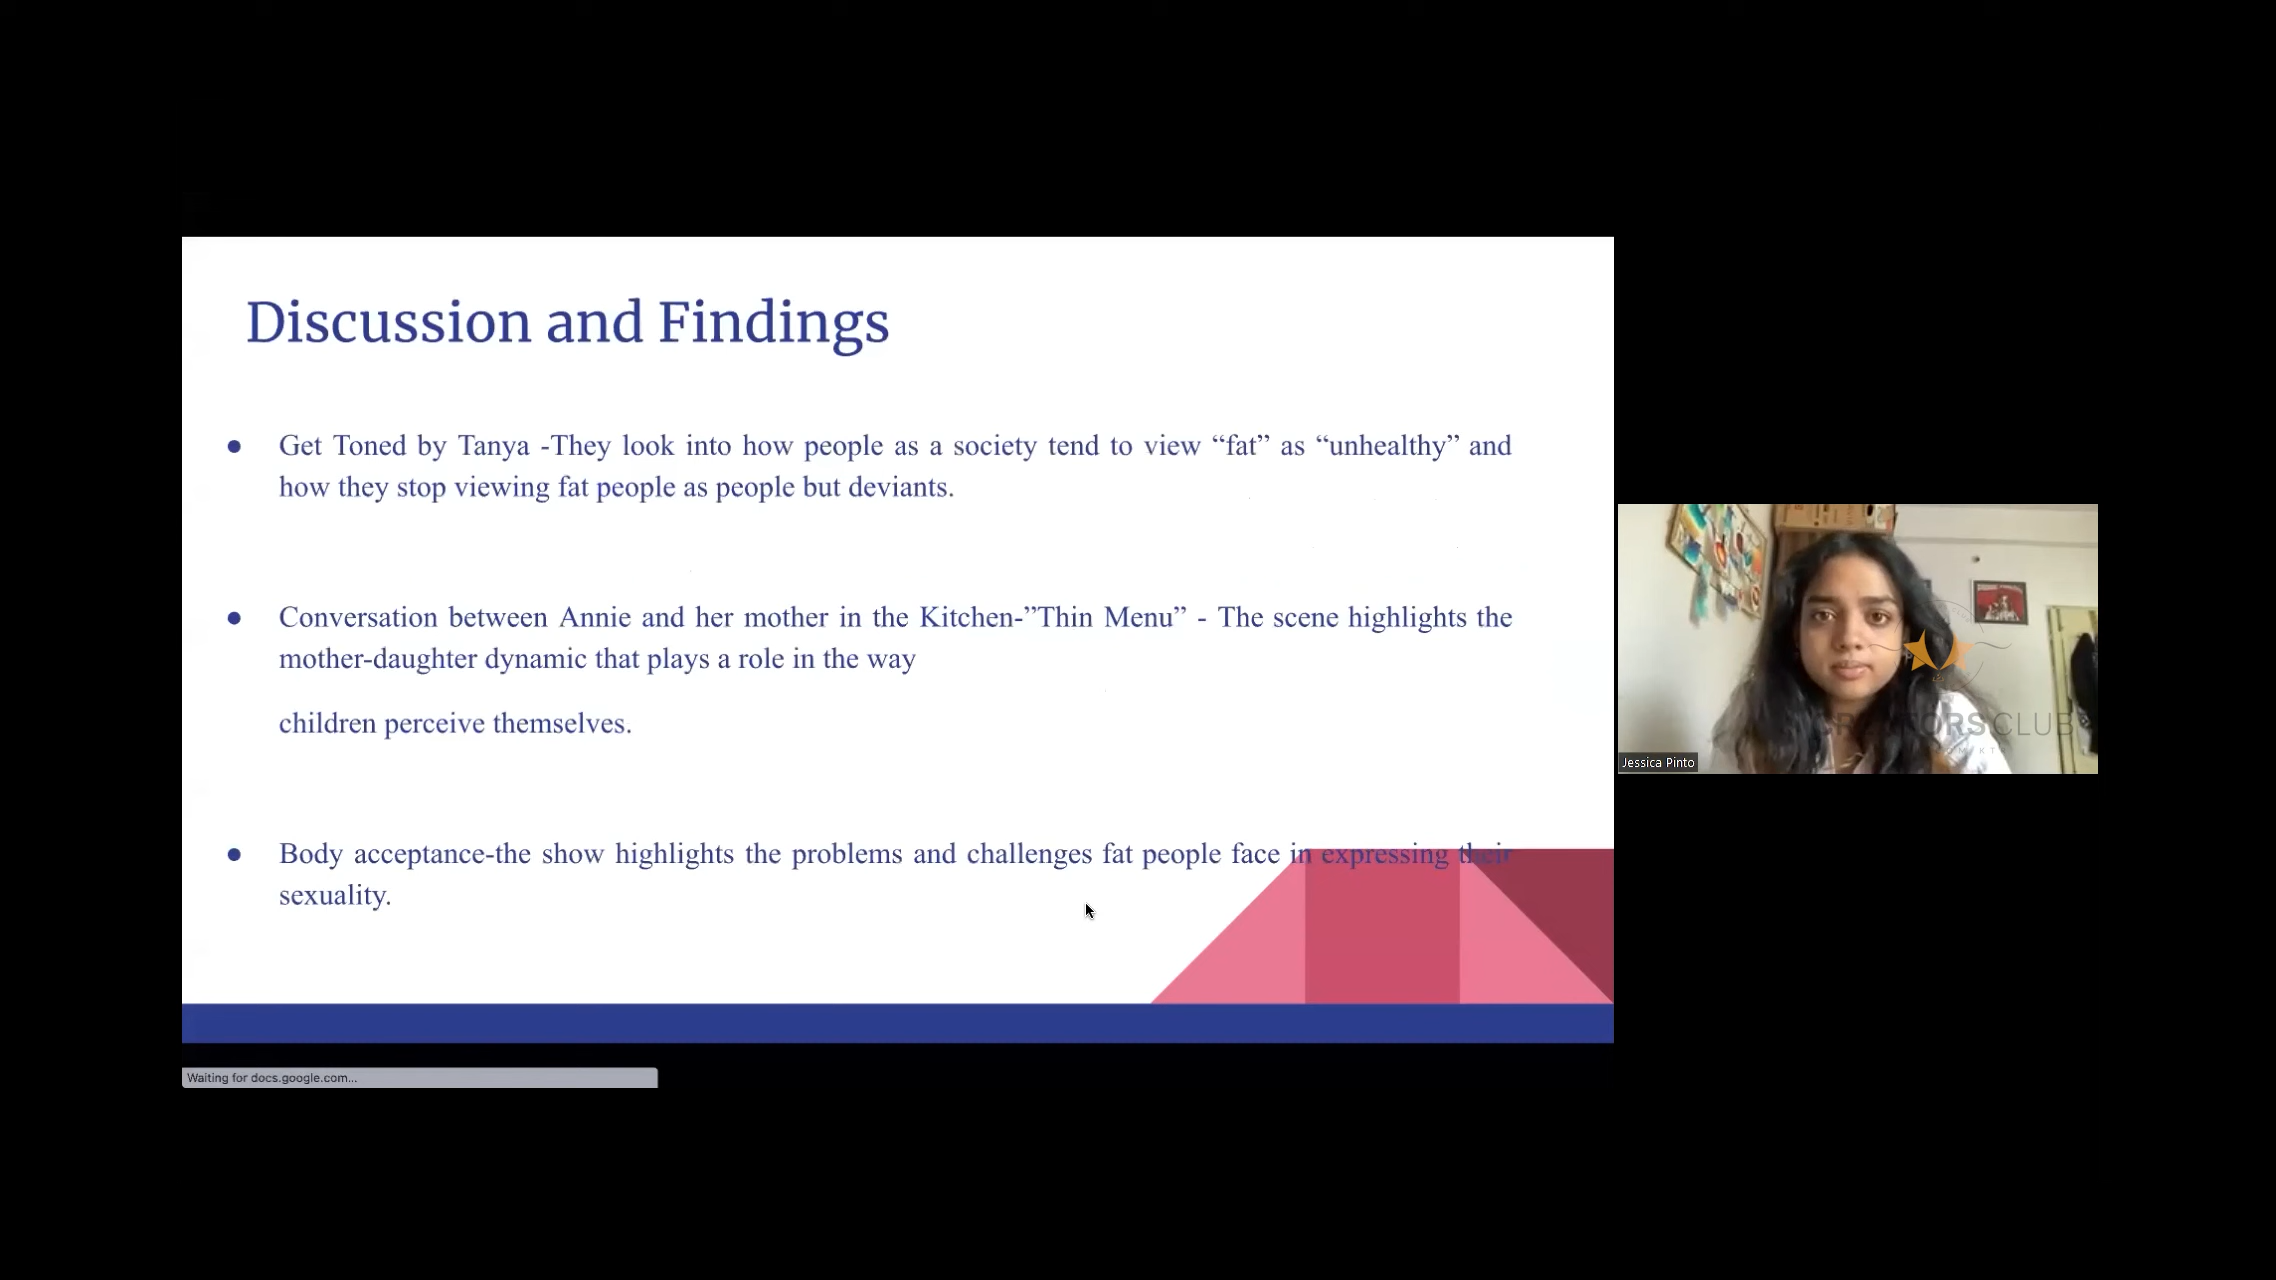 Discussion and Findings
● Get Toned by Tanya -They look into how people as a society tend to view “fat” as “unhealthy” and
how they stop viewing fat people as people but deviants.
● Conversation between Annie and her mother in the Kitchen-”Thin Menu” - The scene highlights the
mother-daughter dynamic that plays a role in the way
children perceive themselves.
● Body acceptance-the show highlights the problems and challenges fat people face in expressing their
sexuality.
Waiting for docs.google.com...
CREATORS CLUB
Jessica Pinto